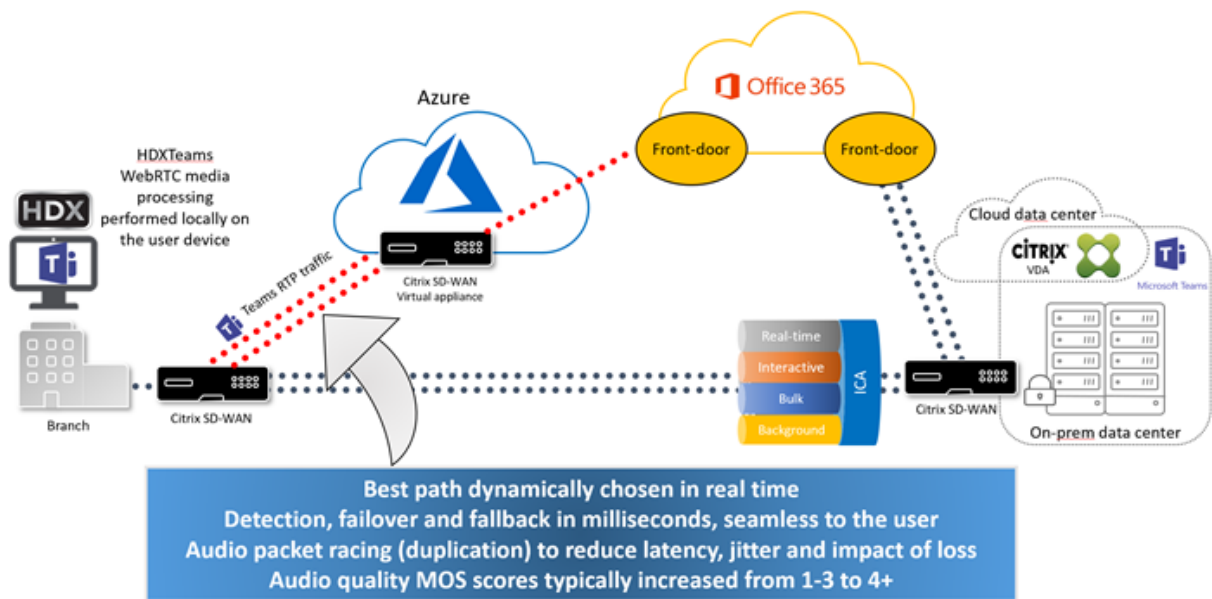 Azure
Office 365
Front-door
Front-door
HDXTeams
WebRTC media
processing
performed locally on
the user device
HDX
T
Teams RTP traffic
Citrix SD-WAN
Virtual appliance
Cloud data center
CİTRIX
VDA
Microsoft Teams
Real-time
Interactive
Bulk
Background
ICA
Citrix SD-WAN
Branch
Citrix SD-WAN
On-prem data center
Best path dynamically chosen in real time
Detection, failover and fallback in milliseconds, seamless to the user
Audio packet racing (duplication) to reduce latency, jitter and impact of loss
Audio quality MOS scores typically increased from 1-3 to 4+